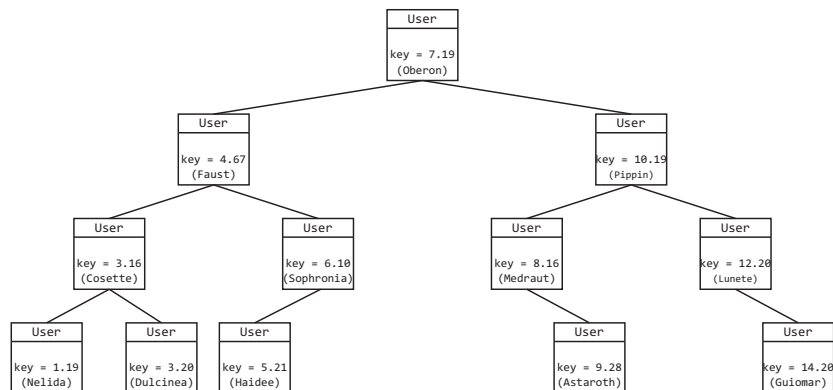 User
key = 7.19
(Oberon)
User
key = 4.67
(Faust)
User
key = 10.19
(Pippin)
User
key = 3.16
(Cosette)
User
key = 6.10
(Sophronia)
User
key = 8.16
(Medraut)
User
key = 12.20
(Lunete)
User
key = 1.19
(Nelida)
User
key = 3.20
(Dulcinea)
User
key = 5.21
(Haidee)
User
key = 9.28
(Astaroth)
User
key = 14.20
(Guiomar)